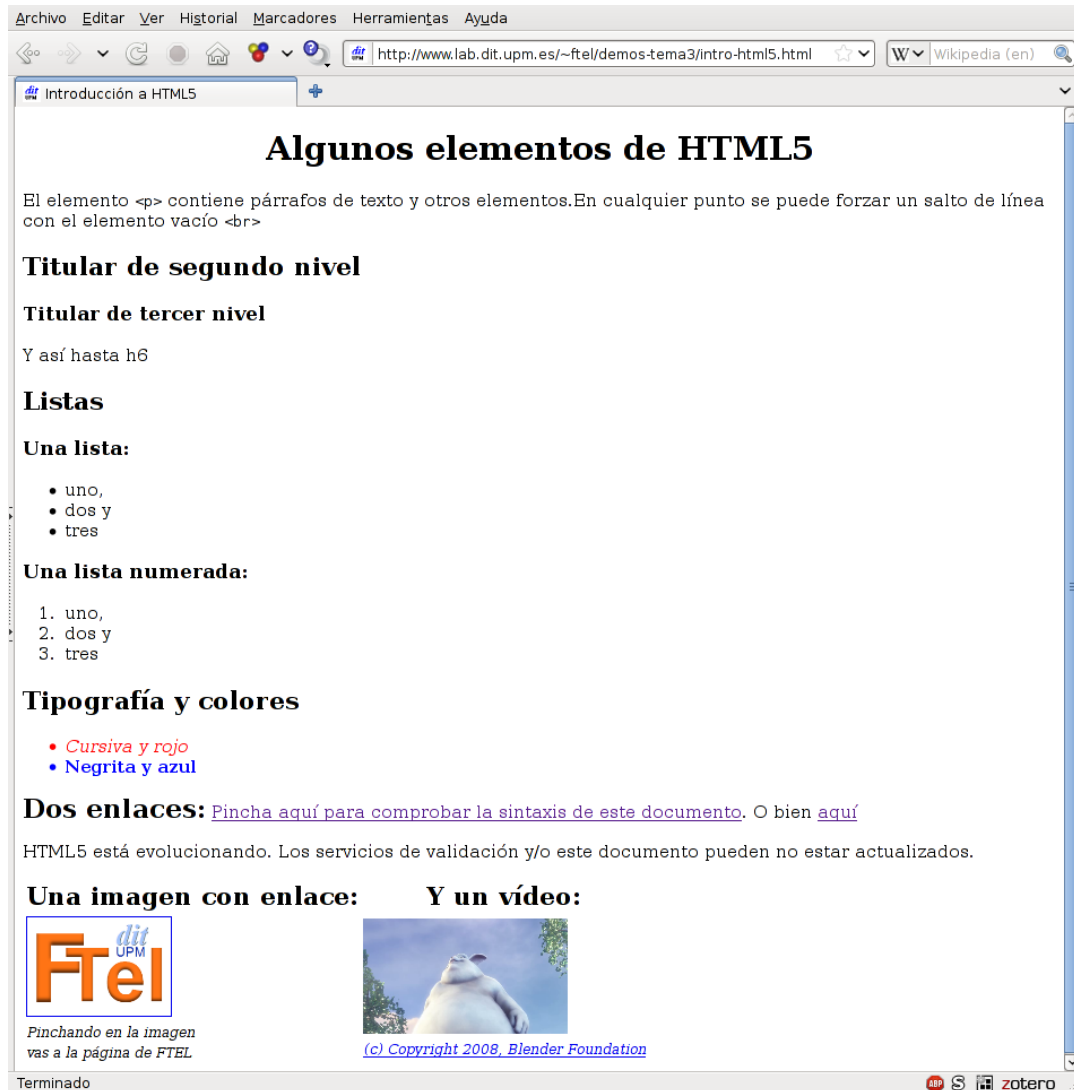 Archivo Editar Ver Historial Marcadores Herramientas Ayuda
dit UPM http://www.lab.dit.upm.es/~ftel/demos-tema3/intro-html5.html W Wikipedia (en)
dit UPM Introducción a HTML5
Algunos elementos de HTML5
El elemento <p> contiene párrafos de texto y otros elementos.En cualquier punto se puede forzar un salto de línea
con el elemento vacío <br>
Titular de segundo nivel
Titular de tercer nivel
Y así hasta h6
Listas
Una lista:
• uno,
• dos y
• tres
Una lista numerada:
1. uno,
2. dos y
3. tres
Tipografía y colores
• Cursiva y rojo
• Negrita y azul
Dos enlaces: Pincha aquí para comprobar la sintaxis de este documento. O bien aquí
HTML5 está evolucionando. Los servicios de validación y/o este documento pueden no estar actualizados.
Una imagen con enlace: Y un vídeo:
dit
UPM
FTel
Pinchando en la imagen
vas a la página de FTEL
(c) Copyright 2008, Blender Foundation
Terminado ABP S zotero